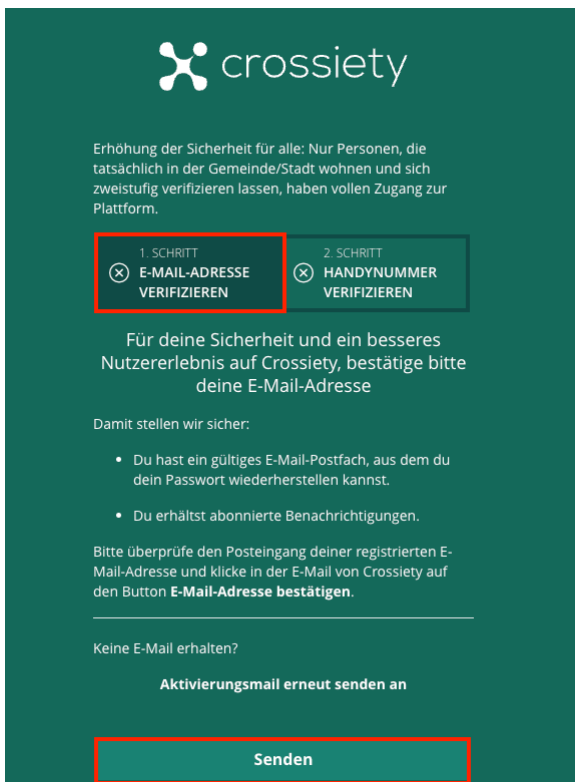 crossiety
Erhöhung der Sicherheit für alle: Nur Personen, die
tatsächlich in der Gemeinde/Stadt wohnen und sich
zweistufig verifizieren lassen, haben vollen Zugang zur
Plattform.
1. SCHRITT
E-MAIL-ADRESSE
VERIFIZIEREN
2. SCHRITT
HANDYNUMMER
VERIFIZIEREN
Für deine Sicherheit und ein besseres
Nutzererlebnis auf Crossiety, bestätige bitte
deine E-Mail-Adresse
Damit stellen wir sicher:
• Du hast ein gültiges E-Mail-Postfach, aus dem du
dein Passwort wiederherstellen kannst.
• Du erhältst abonnierte Benachrichtigungen.
Bitte überprüfe den Posteingang deiner registrierten E-
Mail-Adresse und klicke in der E-Mail von Crossiety auf
den Button E-Mail-Adresse bestätigen.
Keine E-Mail erhalten?
Aktivierungsmail erneut senden an
Senden